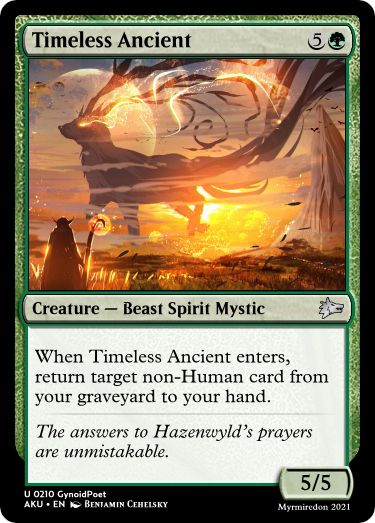 Timeless Ancient 5
Creature — Beast Spirit Mystic
When Timeless Ancient enters,
return target non-Human card from
your graveyard to your hand.
The answers to Hazenwyld's prayers
are unmistakable.
5/5
U 0210 GynoidPoet
AKU • EN Benjamin Cehelsky
Myrmiredon 2021